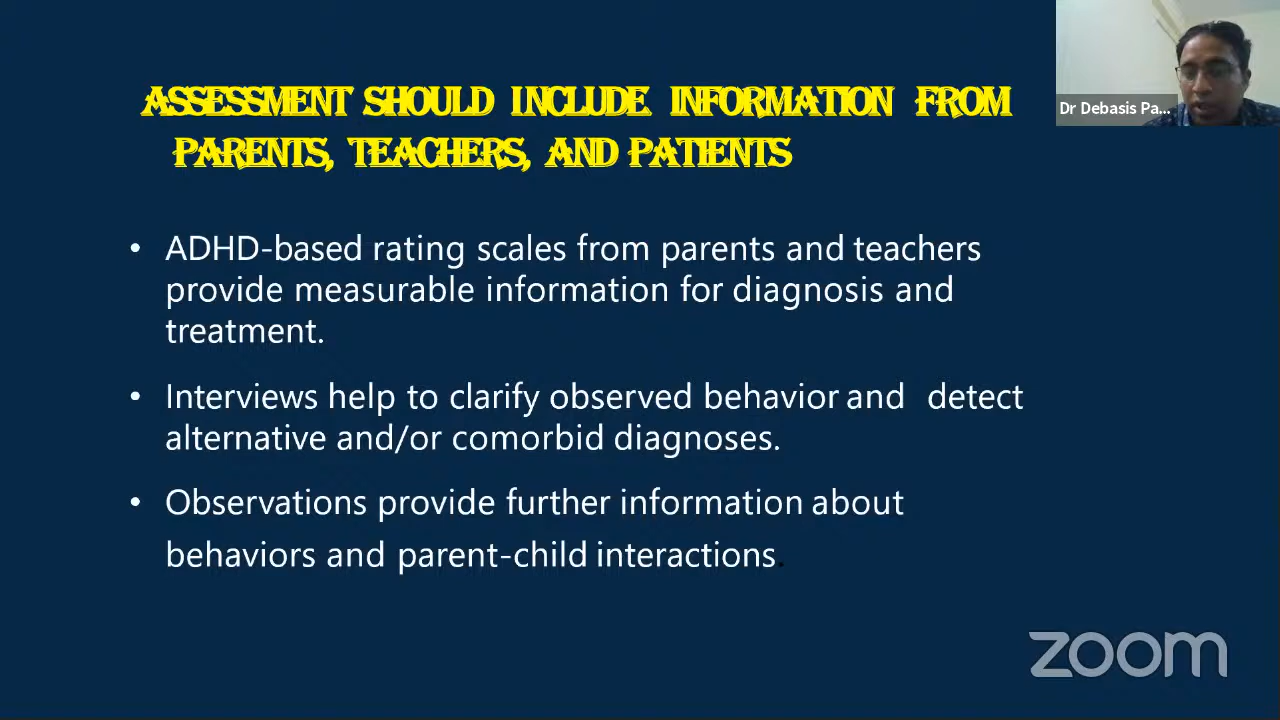 ASSESSMENT SHOULD INCLUDE INFORMATION FROM
PARENTS, TEACHERS, AND PATIENTS
Dr Debasis Pa...
• ADHD-based rating scales from parents and teachers
provide measurable information for diagnosis and
treatment.
• Interviews help to clarify observed behavior and detect
alternative and/or comorbid diagnoses.
• Observations provide further information about
behaviors and parent-child interactions.
zoom